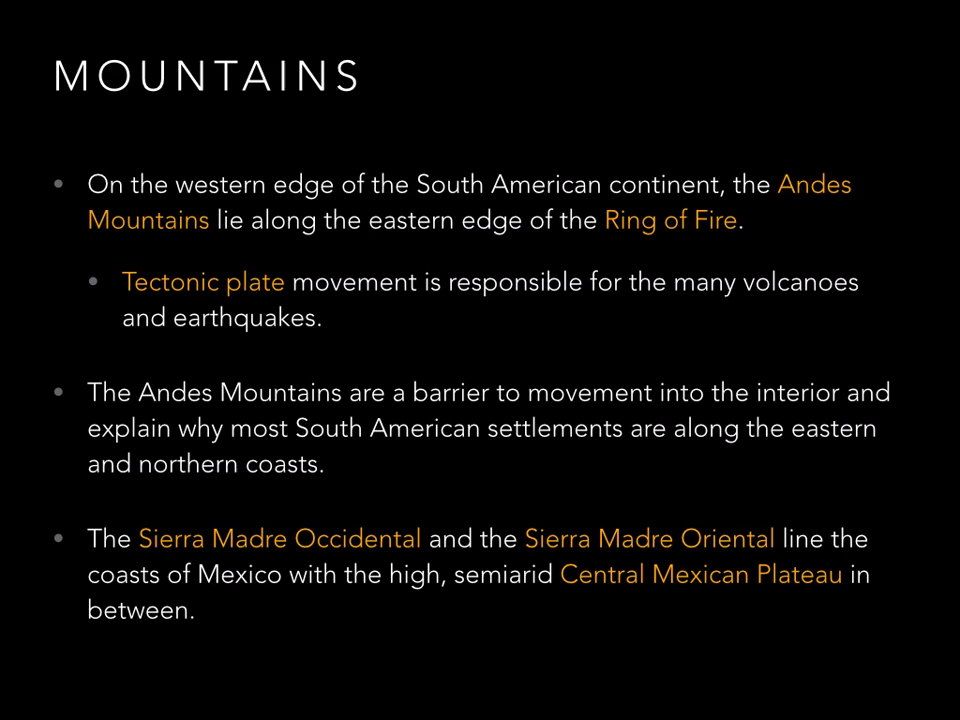 MOUNTAINS
• On the western edge of the South American continent, the Andes
Mountains lie along the eastern edge of the Ring of Fire.
• Tectonic plate movement is responsible for the many volcanoes
and earthquakes.
• The Andes Mountains are a barrier to movement into the interior and
explain why most South American settlements are along the eastern
and northern coasts.
• The Sierra Madre Occidental and the Sierra Madre Oriental line the
coasts of Mexico with the high, semiarid Central Mexican Plateau in
between.